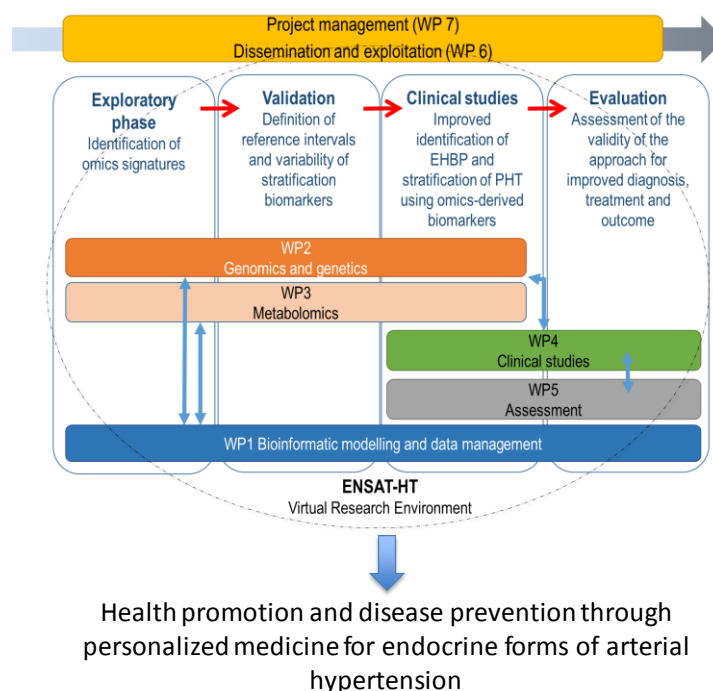 Project management (WP 7)
Dissemination and exploitation (WP 6)
Exploratory
phase
Identification of
omics signatures
Validation
Definition of
reference intervals
and variability of
stratification
biomarkers
Clinical studies
Improved
identification of
EHBP and
stratification of PHT
using omics-derived
biomarkers
Evaluation
Assessment of the
validity of the
approach for
improved diagnosis,
treatment and
outcome
WP2
Genomics and genetics
WP3
Metabolomics
WP4
Clinical studies
WP5
Assessment
WP1 Bioinformatic modelling and data management
ENSAT-HT
Virtual Research Environment
Health promotion and disease prevention through
personalized medicine for endocrine forms of arterial
hypertension